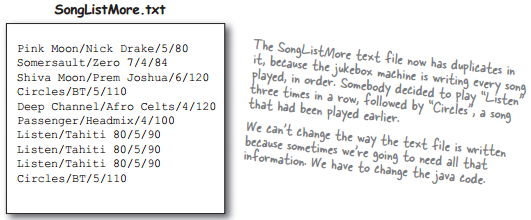 SongListMore.txt
Pink Moon/Nick Drake/5/80
Somersault/Zero 7/4/84
Shiva Moon/Prem Joshua/6/120
Circles/BT/5/110
Deep Channel/Afro Celts/4/120
Passenger/Headmix/4/100
Listen/Tahiti 80/5/90
Listen/Tahiti 80/5/90
Listen/Tahiti 80/5/90
Circles/BT/5/110
The SongListMore text file now has duplicates in
it, because the jukebox machine is writing every song
played, in order. Somebody decided to play "Listen"
three times in a row, followed by "Circles", a song
that had been played earlier.
We can't change the way the text file is written
because sometimes we're going to need all that
information. We have to change the java code.